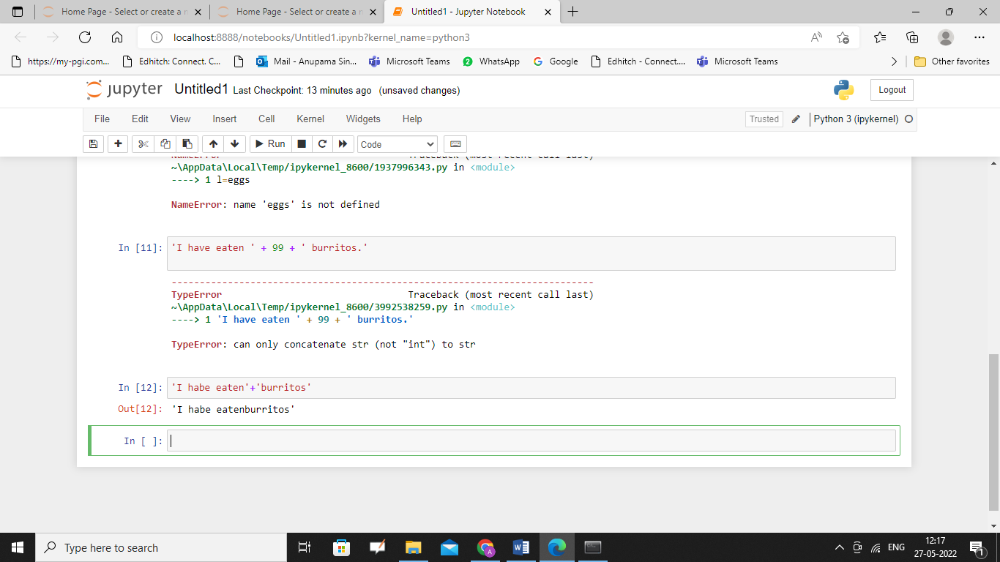 Home Page - Select or create a n
Home Page - Select or create a n
Untitled1 - Jupyter Notebook
localhost:8888/notebooks/Untitled1.ipynb?kernel_name=python3
https://my-pgi.com...
Edhitch: Connect. C...
Mail - Anupama Sin...
Microsoft Teams
WhatsApp
Google
Edhitch - Connect....
Microsoft Teams
Other favorites
jupyter Untitled1 Last Checkpoint: 13 minutes ago (unsaved changes)
Logout
File Edit View Insert Cell Kernel Widgets Help
Trusted
Python 3 (ipykernel)
Run
Code
NameError Traceback (most recent call last)
~\AppData\Local\Temp/ipykernel_8600/1937996343.py in <module>
----> 1 l=eggs
NameError: name 'eggs' is not defined
In [11]: 'I have eaten ' + 99 + ' burritos.'
---------------------------------------------------------------------------
TypeError Traceback (most recent call last)
~\AppData\Local\Temp/ipykernel_8600/3992538259.py in <module>
----> 1 'I have eaten ' + 99 + ' burritos.'
TypeError: can only concatenate str (not "int") to str
In [12]: 'I habe eaten'+'burritos'
Out[12]: 'I habe eatenburritos'
In [ ]:
Type here to search
ENG
12:17
27-05-2022
1